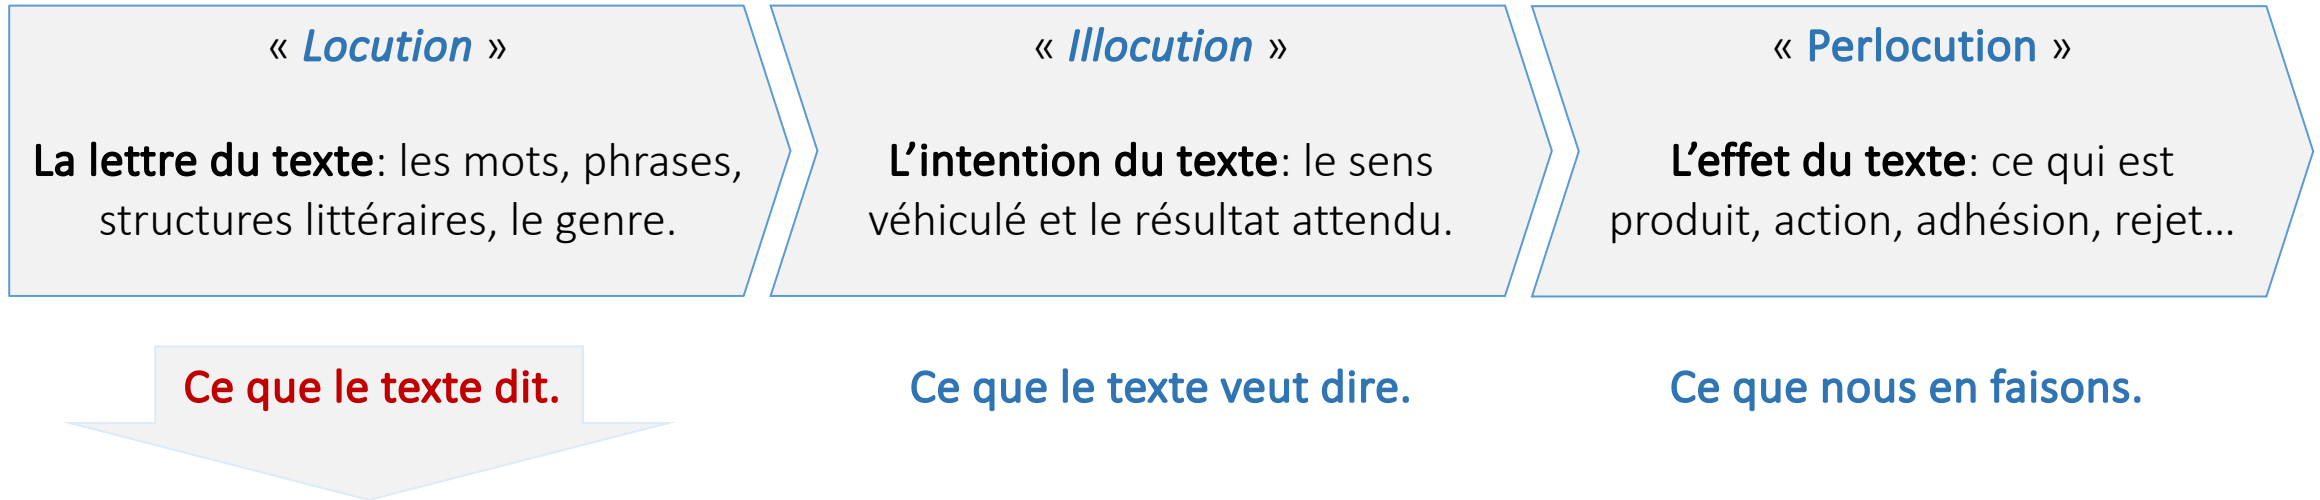 « Locution »
La lettre du texte: les mots, phrases,
structures littéraires, le genre.
« Illocution »
L’intention du texte: le sens
véhiculé et le résultat attendu.
« Perlocution »
L’effet du texte: ce qui est
produit, action, adhésion, rejet…
Ce que le texte dit.
Ce que le texte veut dire.
Ce que nous en faisons.